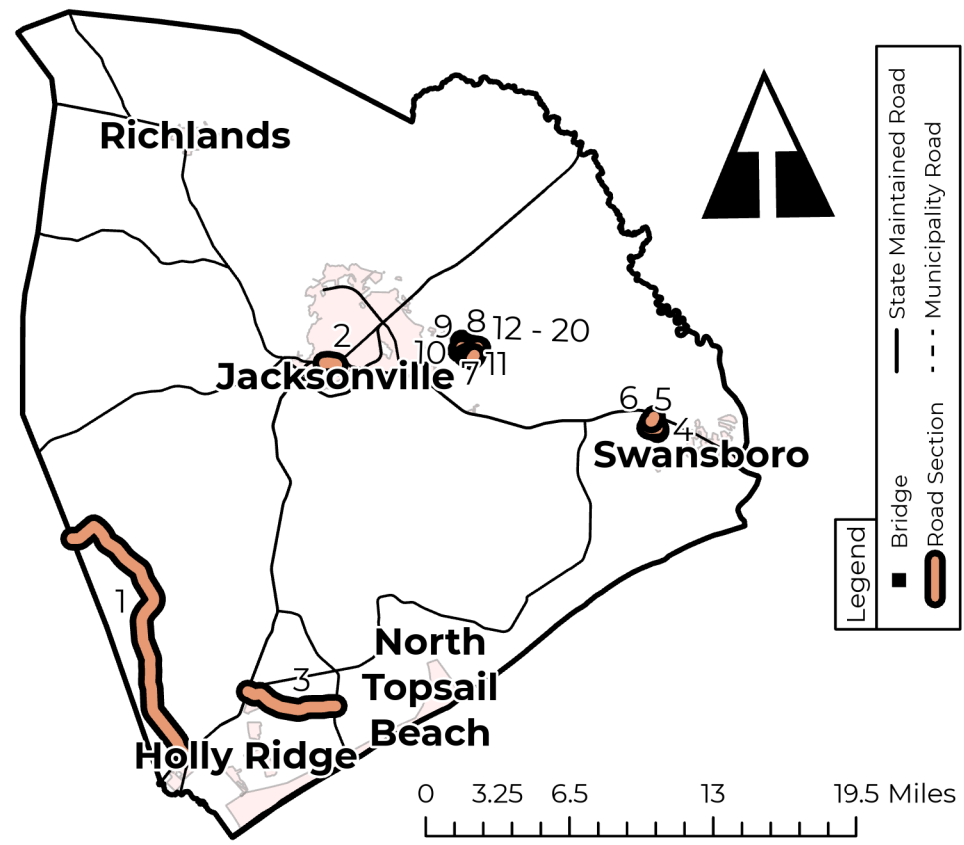 Richlands
2
9
8
12 - 20
10
11
7
Jacksonville
6
5
4
Swansboro
1
3
North
Topsail
Beach
Holly Ridge
0
3.25
6.5
13
19.5 Miles
Legend
Bridge
State Maintained Road
Road Section
Municipality Road